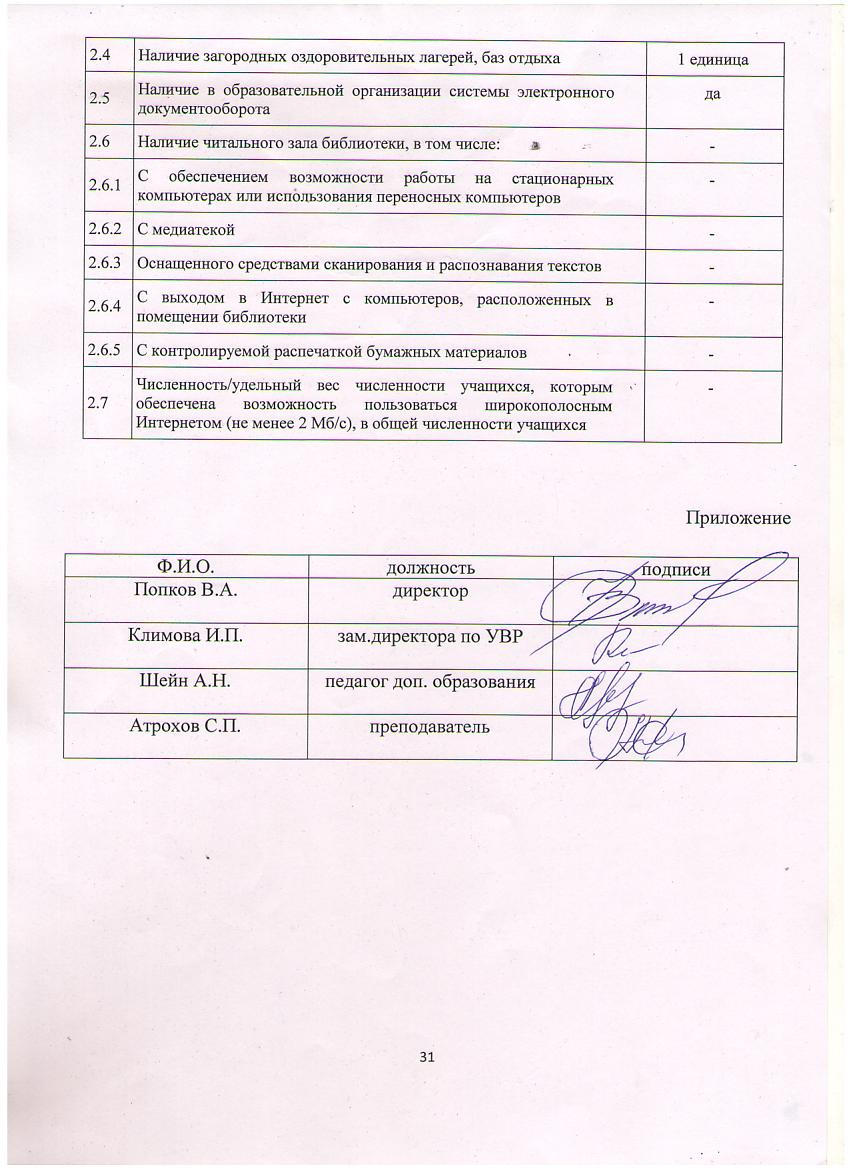 2.4 Наличие загородных оздоровительных лагерей, баз отдыха 1 единица
2.5 Наличие в образовательной организации системы электронного да
документооборота
2.6 Наличие читального зала библиотеки, в том числе: -
2.6.1 С обеспечением возможности работы на стационарных -
компьютерах или использования переносных компьютеров
2.6.2 С медиатекой -
2.6.3 Оснащенного средствами сканирования и распознавания текстов -
2.6.4 С выходом в Интернет с компьютеров, расположенных в -
помещении библиотеки
2.6.5 С контролируемой распечаткой бумажных материалов -
2.7 Численность/удельный вес численности учащихся, которым -
обеспечена возможность пользоваться широкополосным
Интернетом (не менее 2 Мб/с), в общей численности учащихся
Приложение
Ф.И.О. должность подписи
Попков В.А. директор
Климова И.П. зам.директора по УВР
Шейн А.Н. педагог доп. образования
Атрохов С.П. преподаватель
31